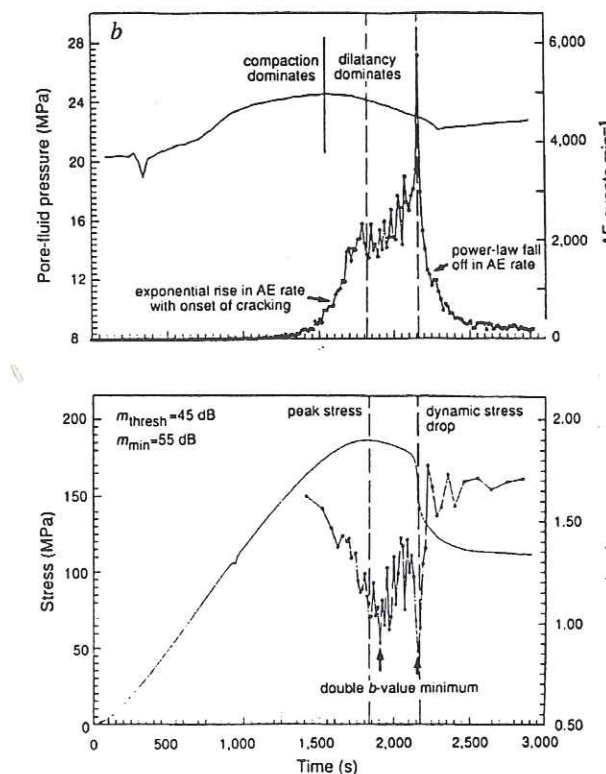 b
30
28
24
20
16
12
8
Pore-fluid pressure (MPa)
compaction
dominates
dilatancy
dominates
exponential rise in AE rate
with onset of cracking
power-law fall
off in AE rate
6,000
4,000
2,000
0
200
150
100
50
0
Stress (MPa)
m_thresh=45 dB
m_min=55 dB
peak stress
dynamic stress
drop
double b-value minimum
2.00
1.50
1.00
0.50
0
500
1,000
1,500
2,000
2,500
3,000
Time (s)